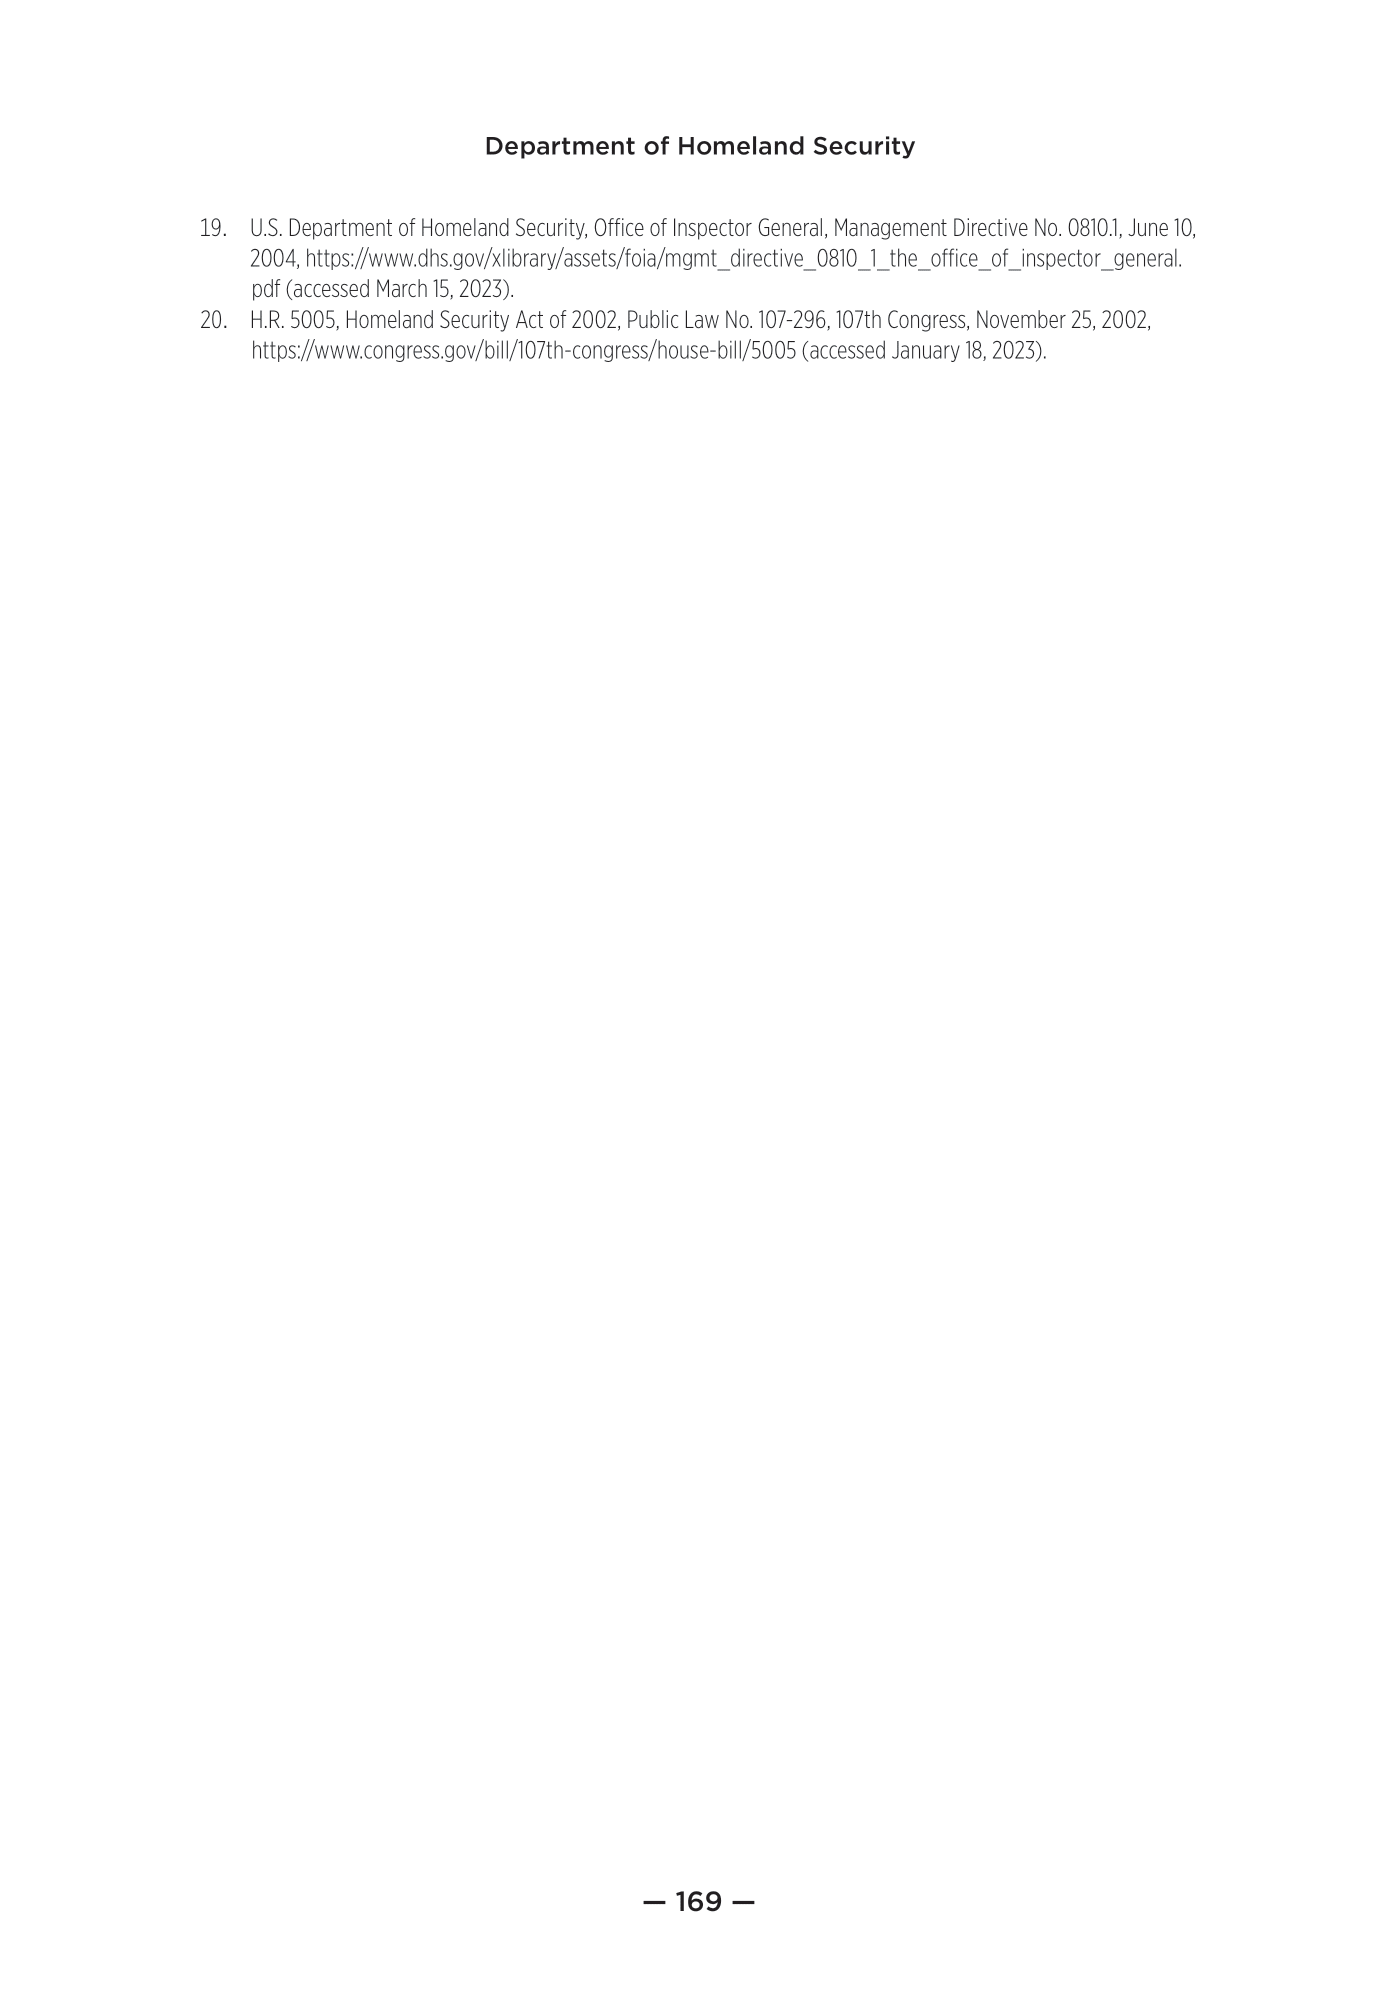 Department of Homeland Security
19. U.S. Department of Homeland Security, Office of Inspector General, Management Directive No. 0810.1, June 10,
2004, https://www.dhs.gov/xlibrary/assets/foia/mgmt_directive_0810_1_the_office_of_inspector_general.
pdf (accessed March 15, 2023).
20. H.R. 5005, Homeland Security Act of 2002, Public Law No. 107-296, 107th Congress, November 25, 2002,
https://www.congress.gov/bill/107th-congress/house-bill/5005 (accessed January 18, 2023).
— 169 —